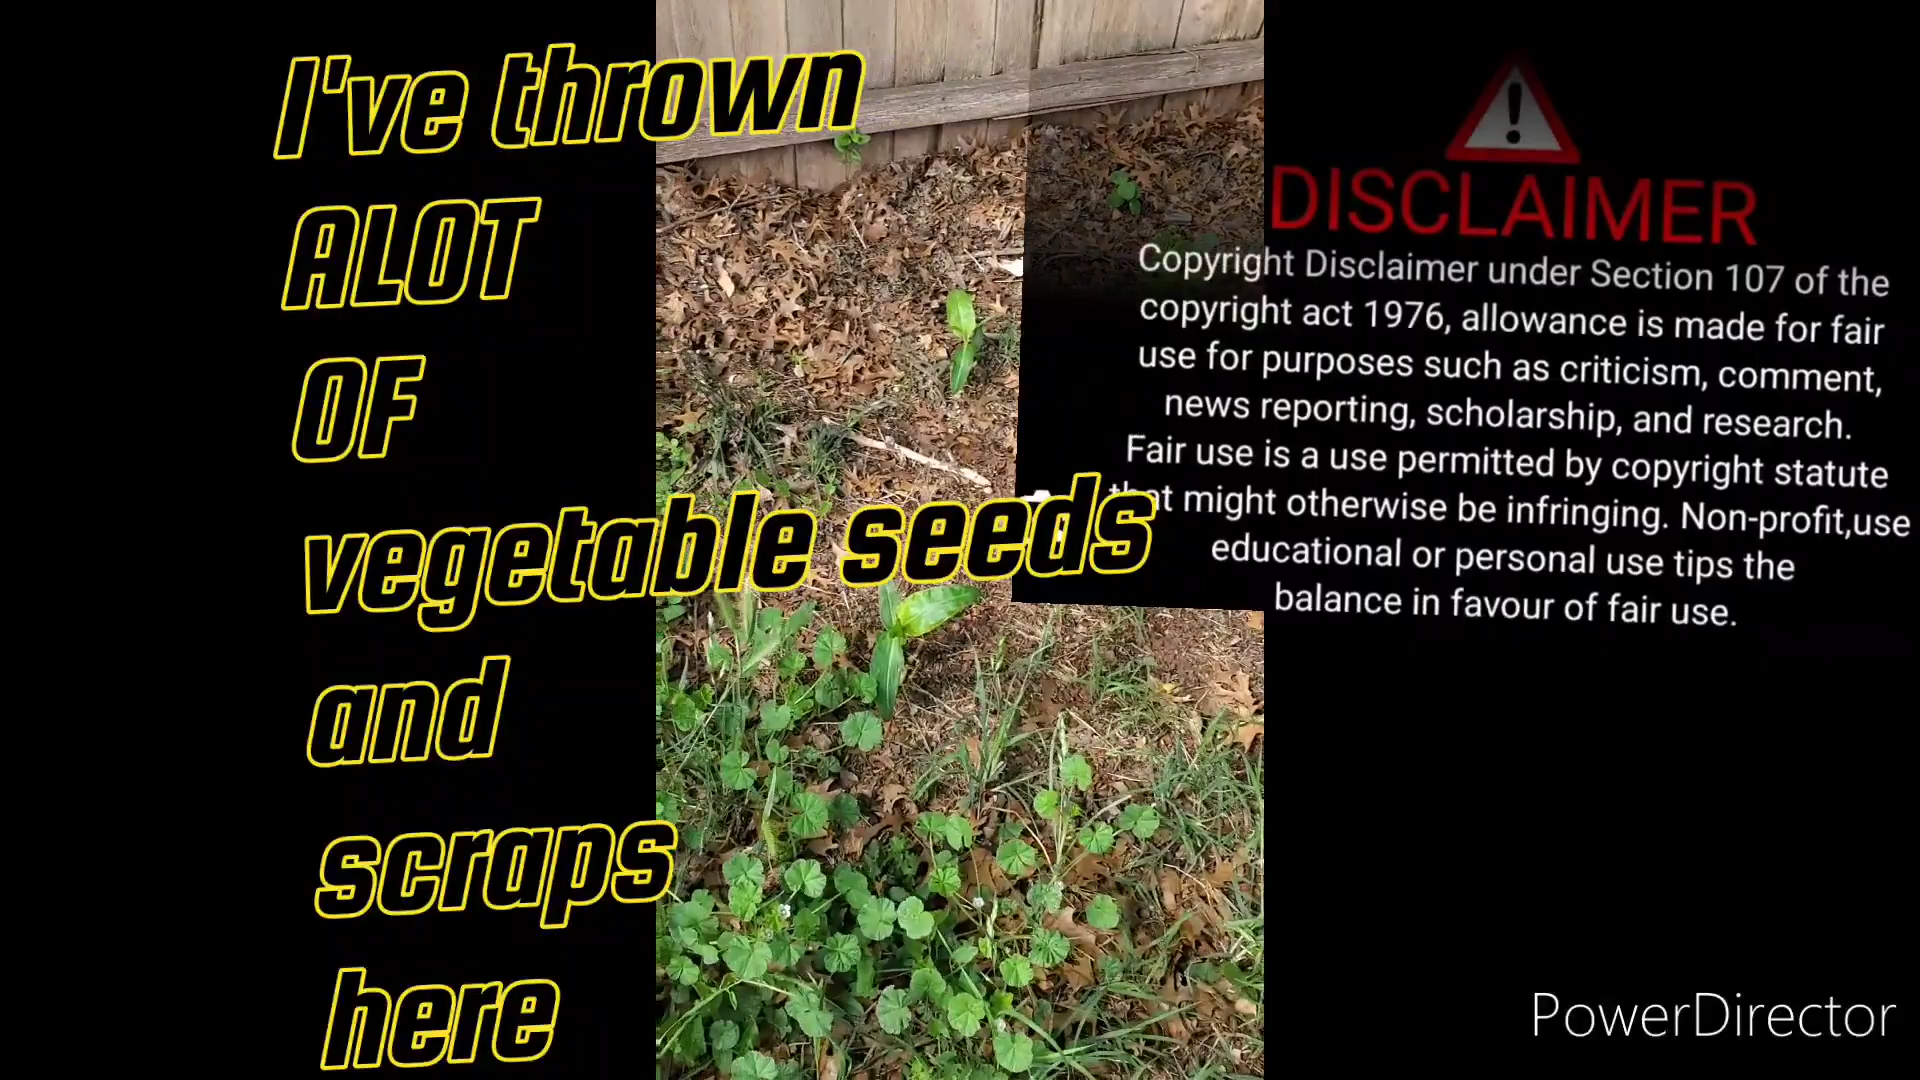 I've thrown
ALOT
OF
vegetable seeds
and
scraps
here
DISCLAIMER
Copyright Disclaimer under Section 107 of the
copyright act 1976, allowance is made for fair
use for purposes such as criticism, comment,
news reporting, scholarship, and research.
Fair use is a use permitted by copyright statute
that might otherwise be infringing. Non-profit,use
educational or personal use tips the
balance in favour of fair use.
PowerDirector